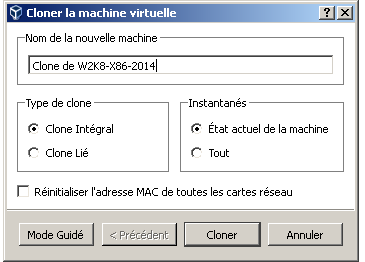 Cloner la machine virtuelle
Nom de la nouvelle machine
Clone de W2K8-X86-2014
Type de clone
Clone Intégral
Clone Lié
Instantanés
État actuel de la machine
Tout
Réinitialiser l'adresse MAC de toutes les cartes réseau
Mode Guidé
< Précédent
Cloner
Annuler